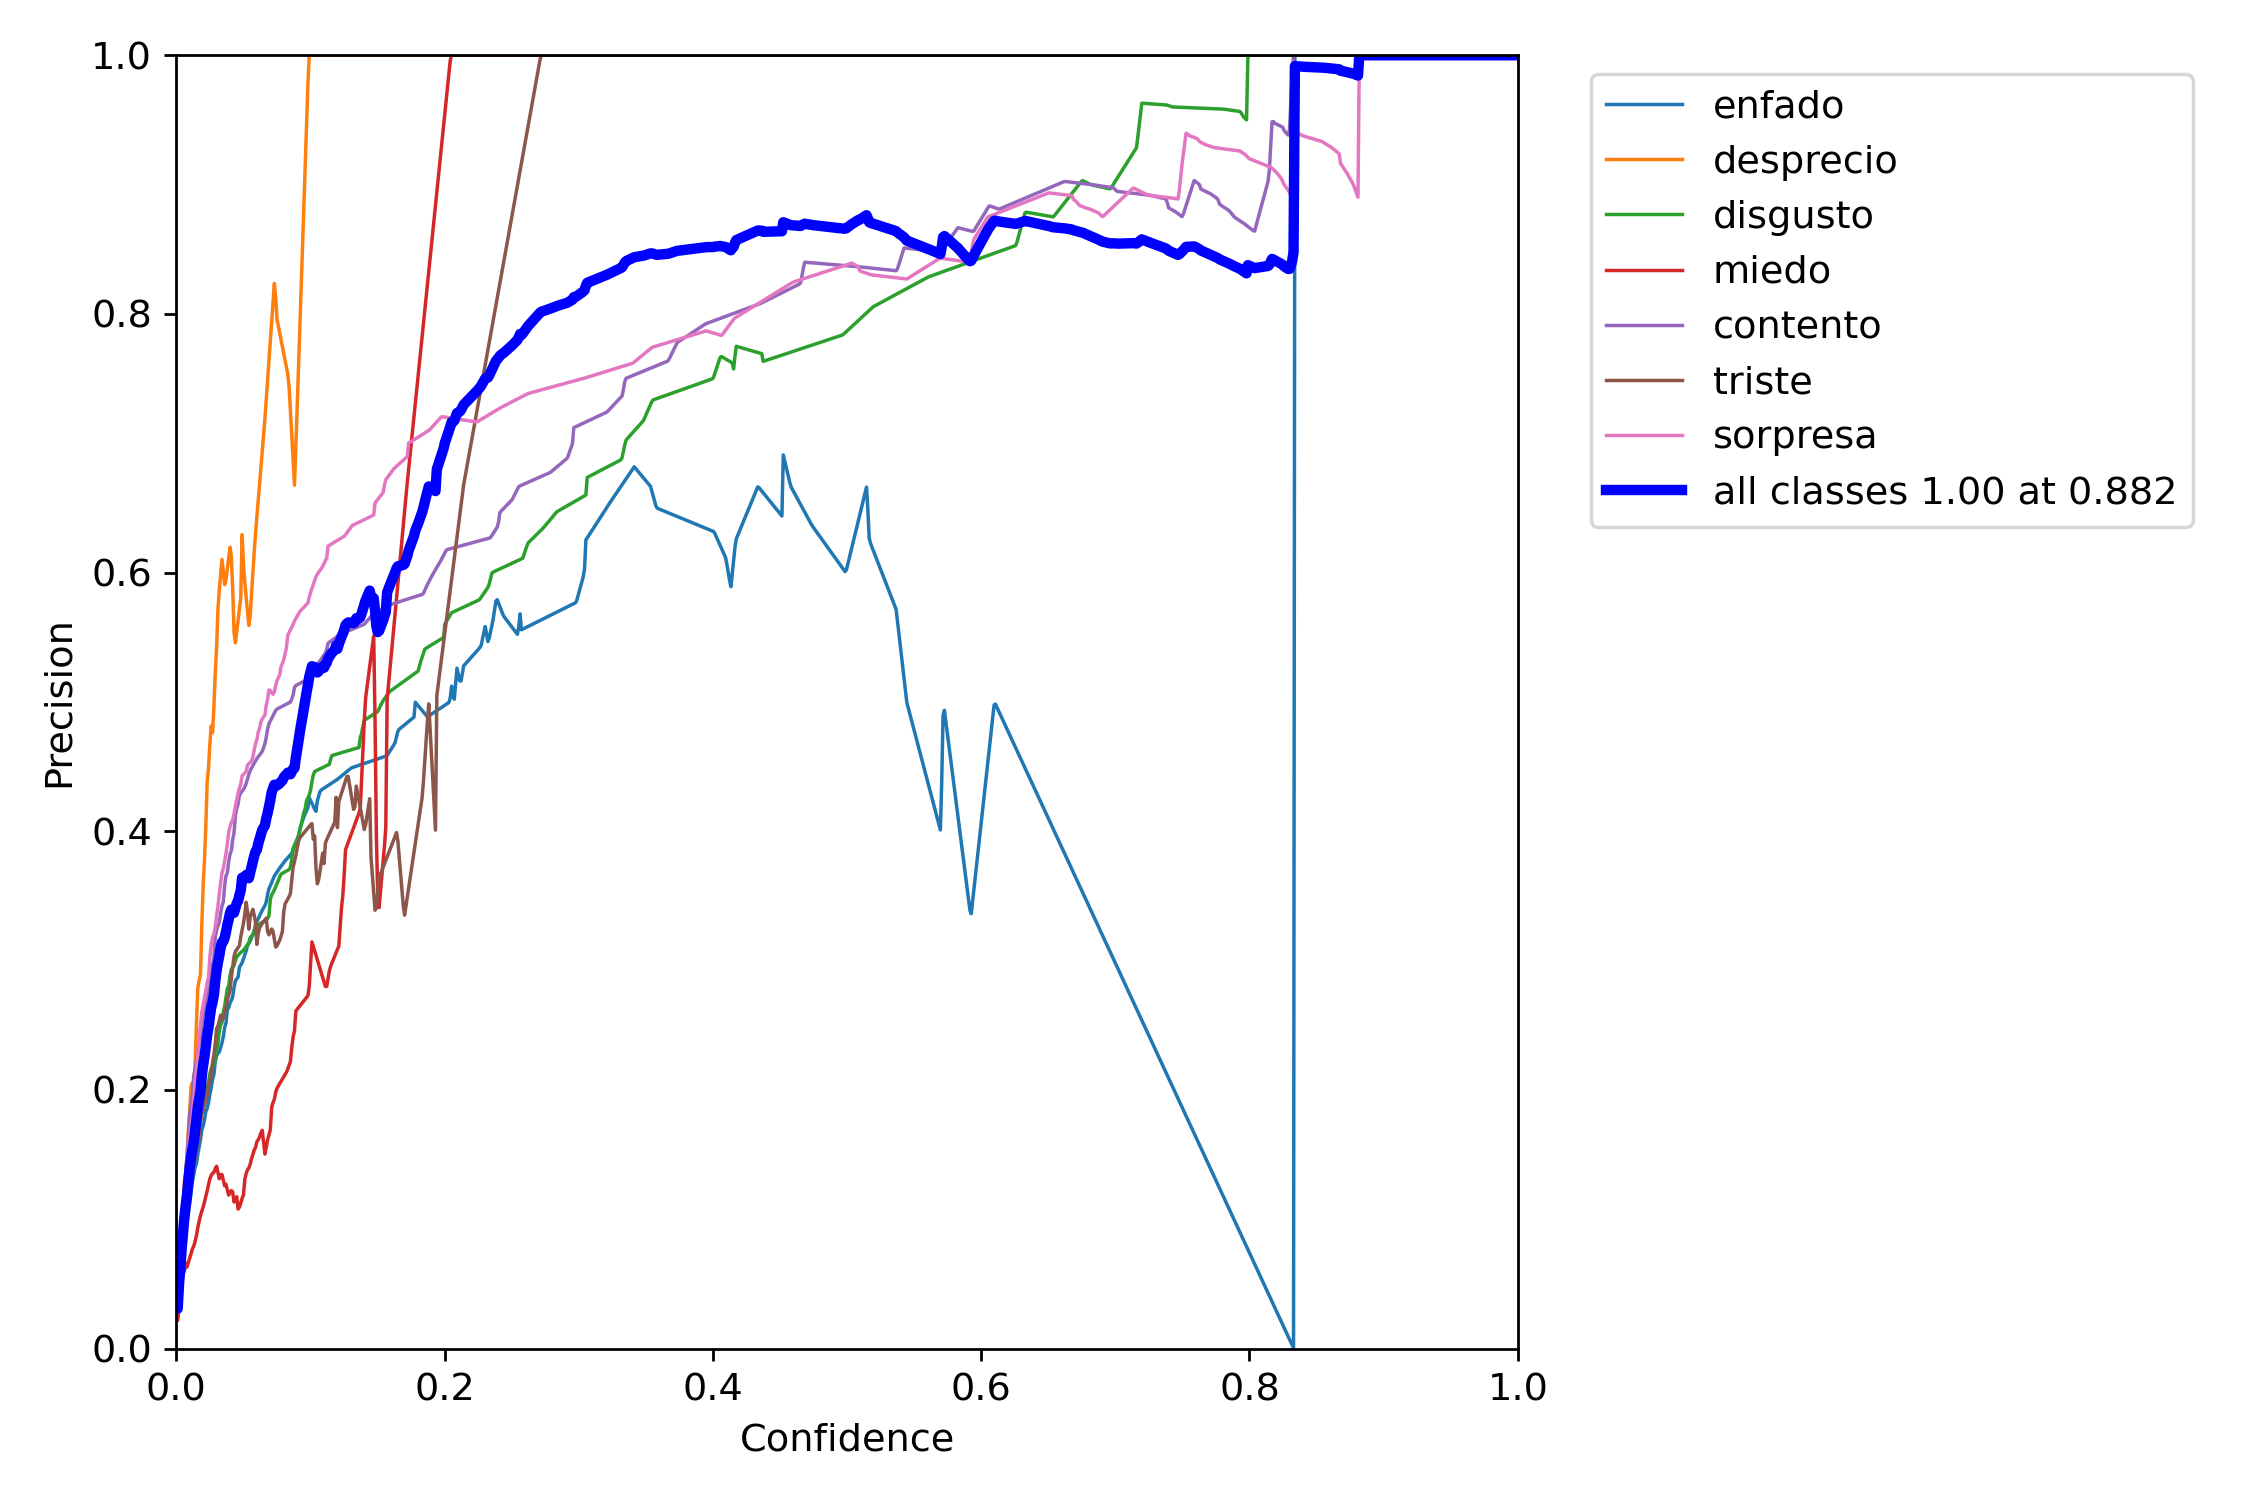 1.0
0.8
0.6
0.4
0.2
0.0
Precision
0.0 0.2 0.4 0.6 0.8 1.0
Confidence
enfado
desprecio
disgusto
miedo
contento
triste
sorpresa
all classes 1.00 at 0.882